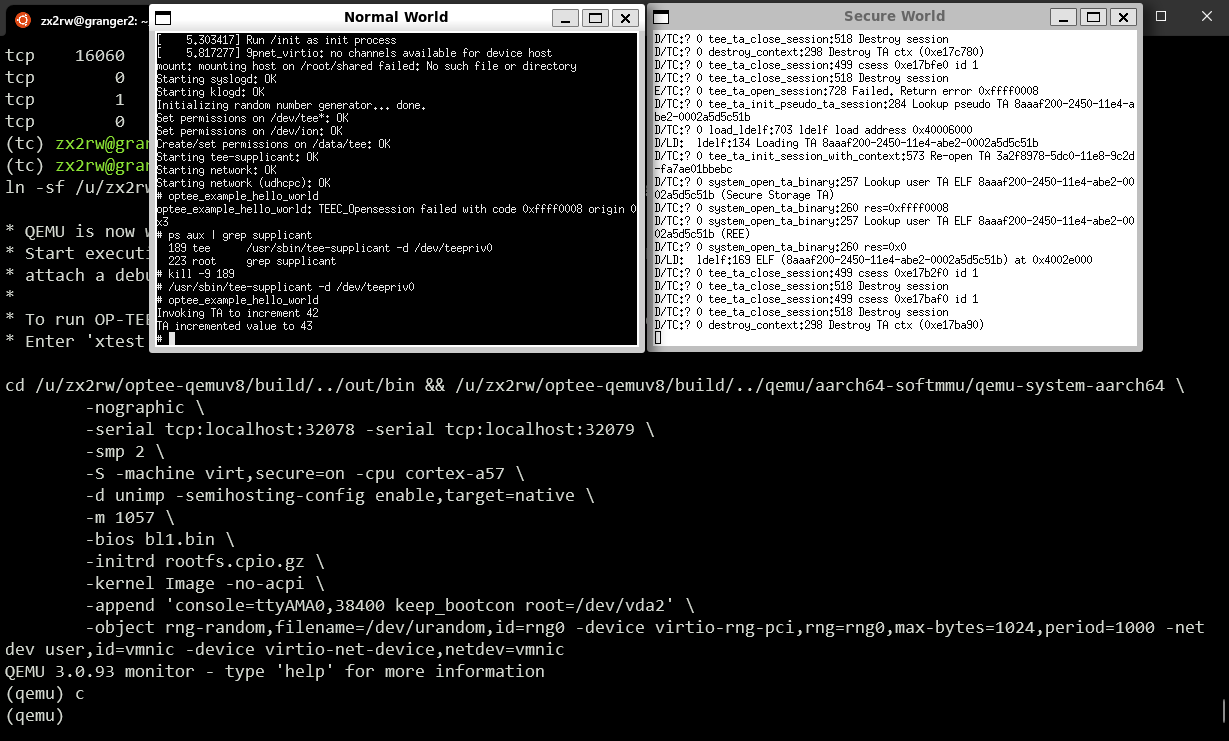 zx2rw@granger2: ~
tcp 16060
tcp 0
tcp 1
tcp 0
(tc) zx2rw@gra
(tc) zx2rw@gra
ln -sf /u/zx2rw
* QEMU is now w
* Start executi
* attach a debu
*
* To run OP-TEE
* Enter 'xtest
Normal World
[ 5.303417] Run /init as init process
[ 5.817277] 9pnet_virtio: no channels available for device host
mount: mounting host on /root/shared failed: No such file or directory
Starting syslogd: OK
Starting klogd: OK
Initializing random number generator... done.
Set permissions on /dev/tee*: OK
Set permissions on /dev/ion: OK
Create/set permissions on /data/tee: OK
Starting tee-supplicant: OK
Starting network: OK
Starting network (udhcpc): OK
# optee_example_hello_world
optee_example_hello_world: TEEC_Opensession failed with code 0xffff0008 origin 0
x3
# ps aux | grep supplicant
189 tee /usr/sbin/tee-supplicant -d /dev/teepriv0
223 root grep supplicant
# kill -9 189
# /usr/sbin/tee-supplicant -d /dev/teepriv0
# optee_example_hello_world
Invoking TA to increment 42
TA incremented value to 43
#
Secure World
D/TC:? 0 tee_ta_close_session:518 Destroy session
D/TC:? 0 destroy_context:298 Destroy TA ctx (0xe17c780)
D/TC:? 0 tee_ta_close_session:499 csess 0xe17bfe0 id 1
D/TC:? 0 tee_ta_close_session:518 Destroy session
E/TC:? 0 tee_ta_open_session:728 Failed. Return error 0xffff0008
D/TC:? 0 tee_ta_init_pseudo_ta_session:284 Lookup pseudo TA 8aaaf200-2450-11e4-a
be2-0002a5d5c51b
D/TC:? 0 load_ldelf:703 ldelf load address 0x40006000
D/LD: ldelf:134 Loading TA 8aaaf200-2450-11e4-abe2-0002a5d5c51b
D/TC:? 0 tee_ta_init_session_with_context:573 Re-open TA 3a2f8978-5dc0-11e8-9c2d
-fa7ae01bbebc
D/TC:? 0 system_open_ta_binary:257 Lookup user TA ELF 8aaaf200-2450-11e4-abe2-00
02a5d5c51b (Secure Storage TA)
D/TC:? 0 system_open_ta_binary:260 res=0xffff0008
D/TC:? 0 system_open_ta_binary:257 Lookup user TA ELF 8aaaf200-2450-11e4-abe2-00
02a5d5c51b (REE)
D/TC:? 0 system_open_ta_binary:260 res=0x0
D/LD: ldelf:169 ELF (8aaaf200-2450-11e4-abe2-0002a5d5c51b) at 0x4002e000
D/TC:? 0 tee_ta_close_session:499 csess 0xe17b2f0 id 1
D/TC:? 0 tee_ta_close_session:518 Destroy session
D/TC:? 0 tee_ta_close_session:499 csess 0xe17baf0 id 1
D/TC:? 0 tee_ta_close_session:518 Destroy session
D/TC:? 0 destroy_context:298 Destroy TA ctx (0xe17ba90)
cd /u/zx2rw/optee-qemuv8/build/../out/bin && /u/zx2rw/optee-qemuv8/build/../qemu/aarch64-softmmu/qemu-system-aarch64 \
-nographic \
-serial tcp:localhost:32078 -serial tcp:localhost:32079 \
-smp 2 \
-S -machine virt,secure=on -cpu cortex-a57 \
-d unimp -semihosting-config enable,target=native \
-m 1057 \
-bios bl1.bin \
-initrd rootfs.cpio.gz \
-kernel Image -no-acpi \
-append 'console=ttyAMA0,38400 keep_bootcon root=/dev/vda2' \
-object rng-random,filename=/dev/urandom,id=rng0 -device virtio-rng-pci,rng=rng0,max-bytes=1024,period=1000 -net
dev user,id=vmnic -device virtio-net-device,netdev=vmnic
QEMU 3.0.93 monitor - type 'help' for more information
(qemu) c
(qemu)